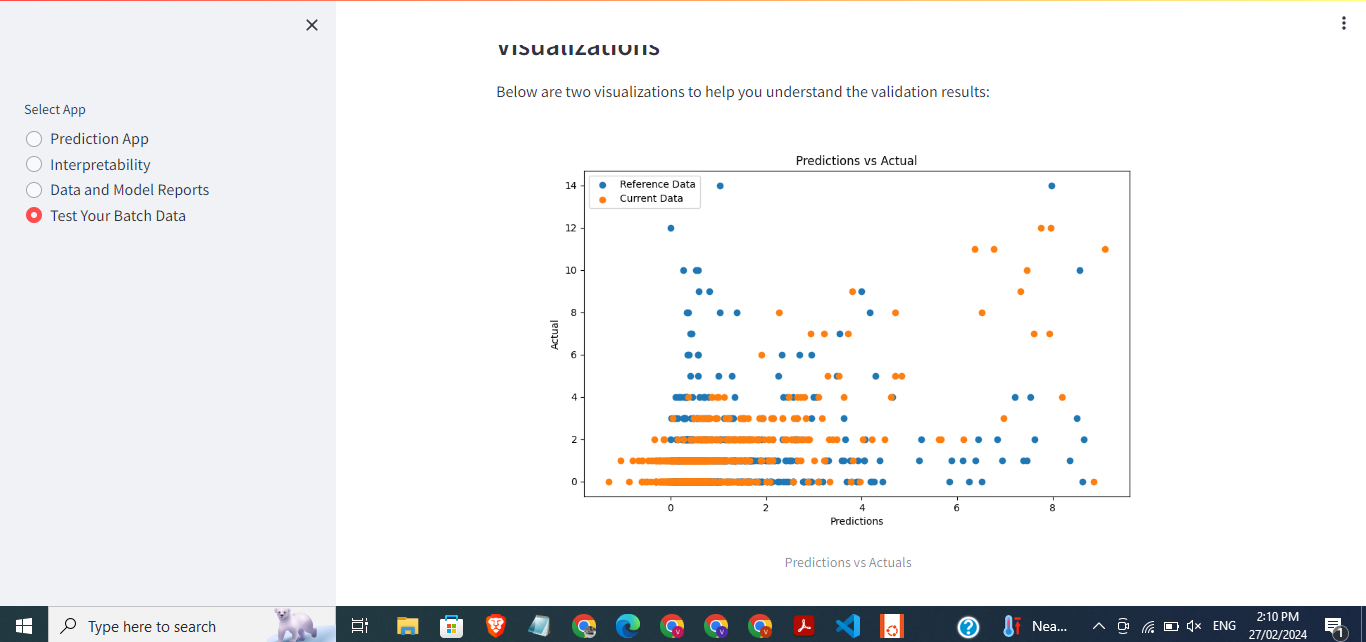 Visualizations
Below are two visualizations to help you understand the validation results:
Select App
Prediction App
Interpretability
Data and Model Reports
Test Your Batch Data
Predictions vs Actual
Reference Data
Current Data
14
12
10
8
6
4
2
0
Actual
0 2 4 6 8
Predictions
Predictions vs Actuals
Type here to search
Nea...
ENG
2:10 PM
27/02/2024
1